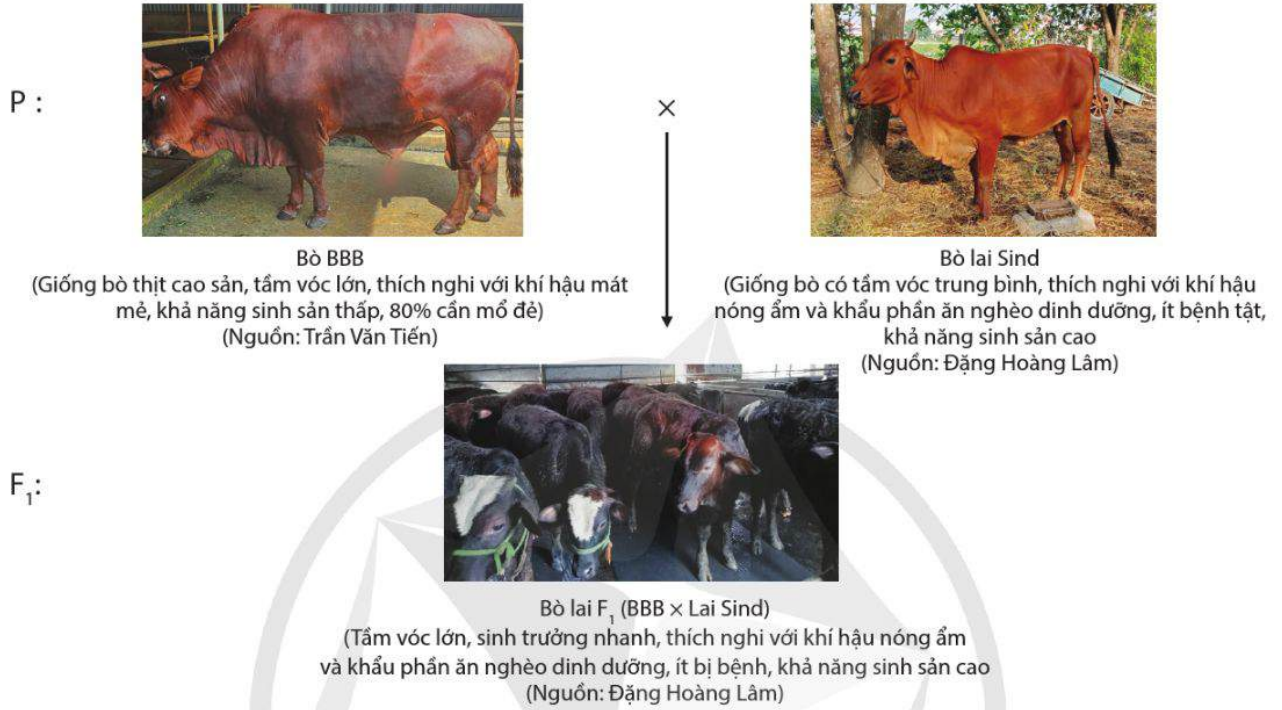 P :
×
Bò BBB
(Giống bò thịt cao sản, tầm vóc lớn, thích nghi với khí hậu mát
mẻ, khả năng sinh sản thấp, 80% cần mổ đẻ)
(Nguồn: Trần Văn Tiến)
Bò lai Sind
(Giống bò có tầm vóc trung bình, thích nghi với khí hậu
nóng ẩm và khẩu phần ăn nghèo dinh dưỡng, ít bệnh tật,
khả năng sinh sản cao
(Nguồn: Đặng Hoàng Lâm)
F₁:
Bò lai F₁ (BBB × Lai Sind)
(Tầm vóc lớn, sinh trưởng nhanh, thích nghi với khí hậu nóng ẩm
và khẩu phần ăn nghèo dinh dưỡng, ít bị bệnh, khả năng sinh sản cao
(Nguồn: Đặng Hoàng Lâm)